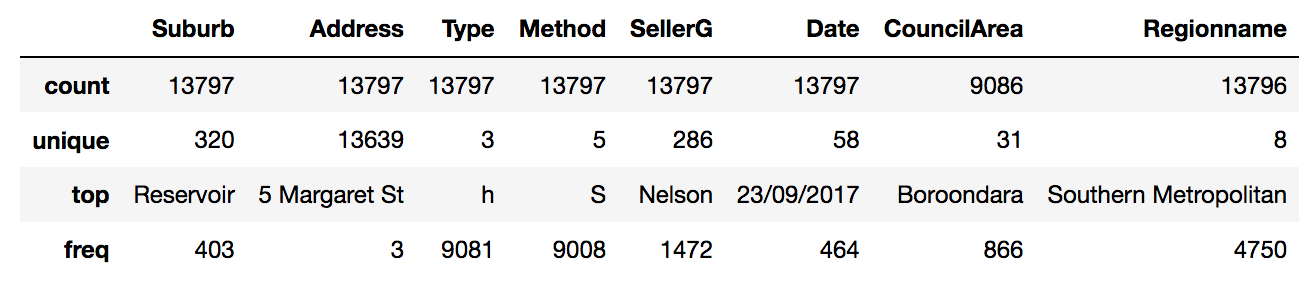 Suburb Address Type Method SellerG Date CouncilArea Regionname
count 13797 13797 13797 13797 13797 13797 9086 13796
unique 320 13639 3 5 286 58 31 8
top Reservoir 5 Margaret St h S Nelson 23/09/2017 Boroondara Southern Metropolitan
freq 403 3 9081 9008 1472 464 866 4750